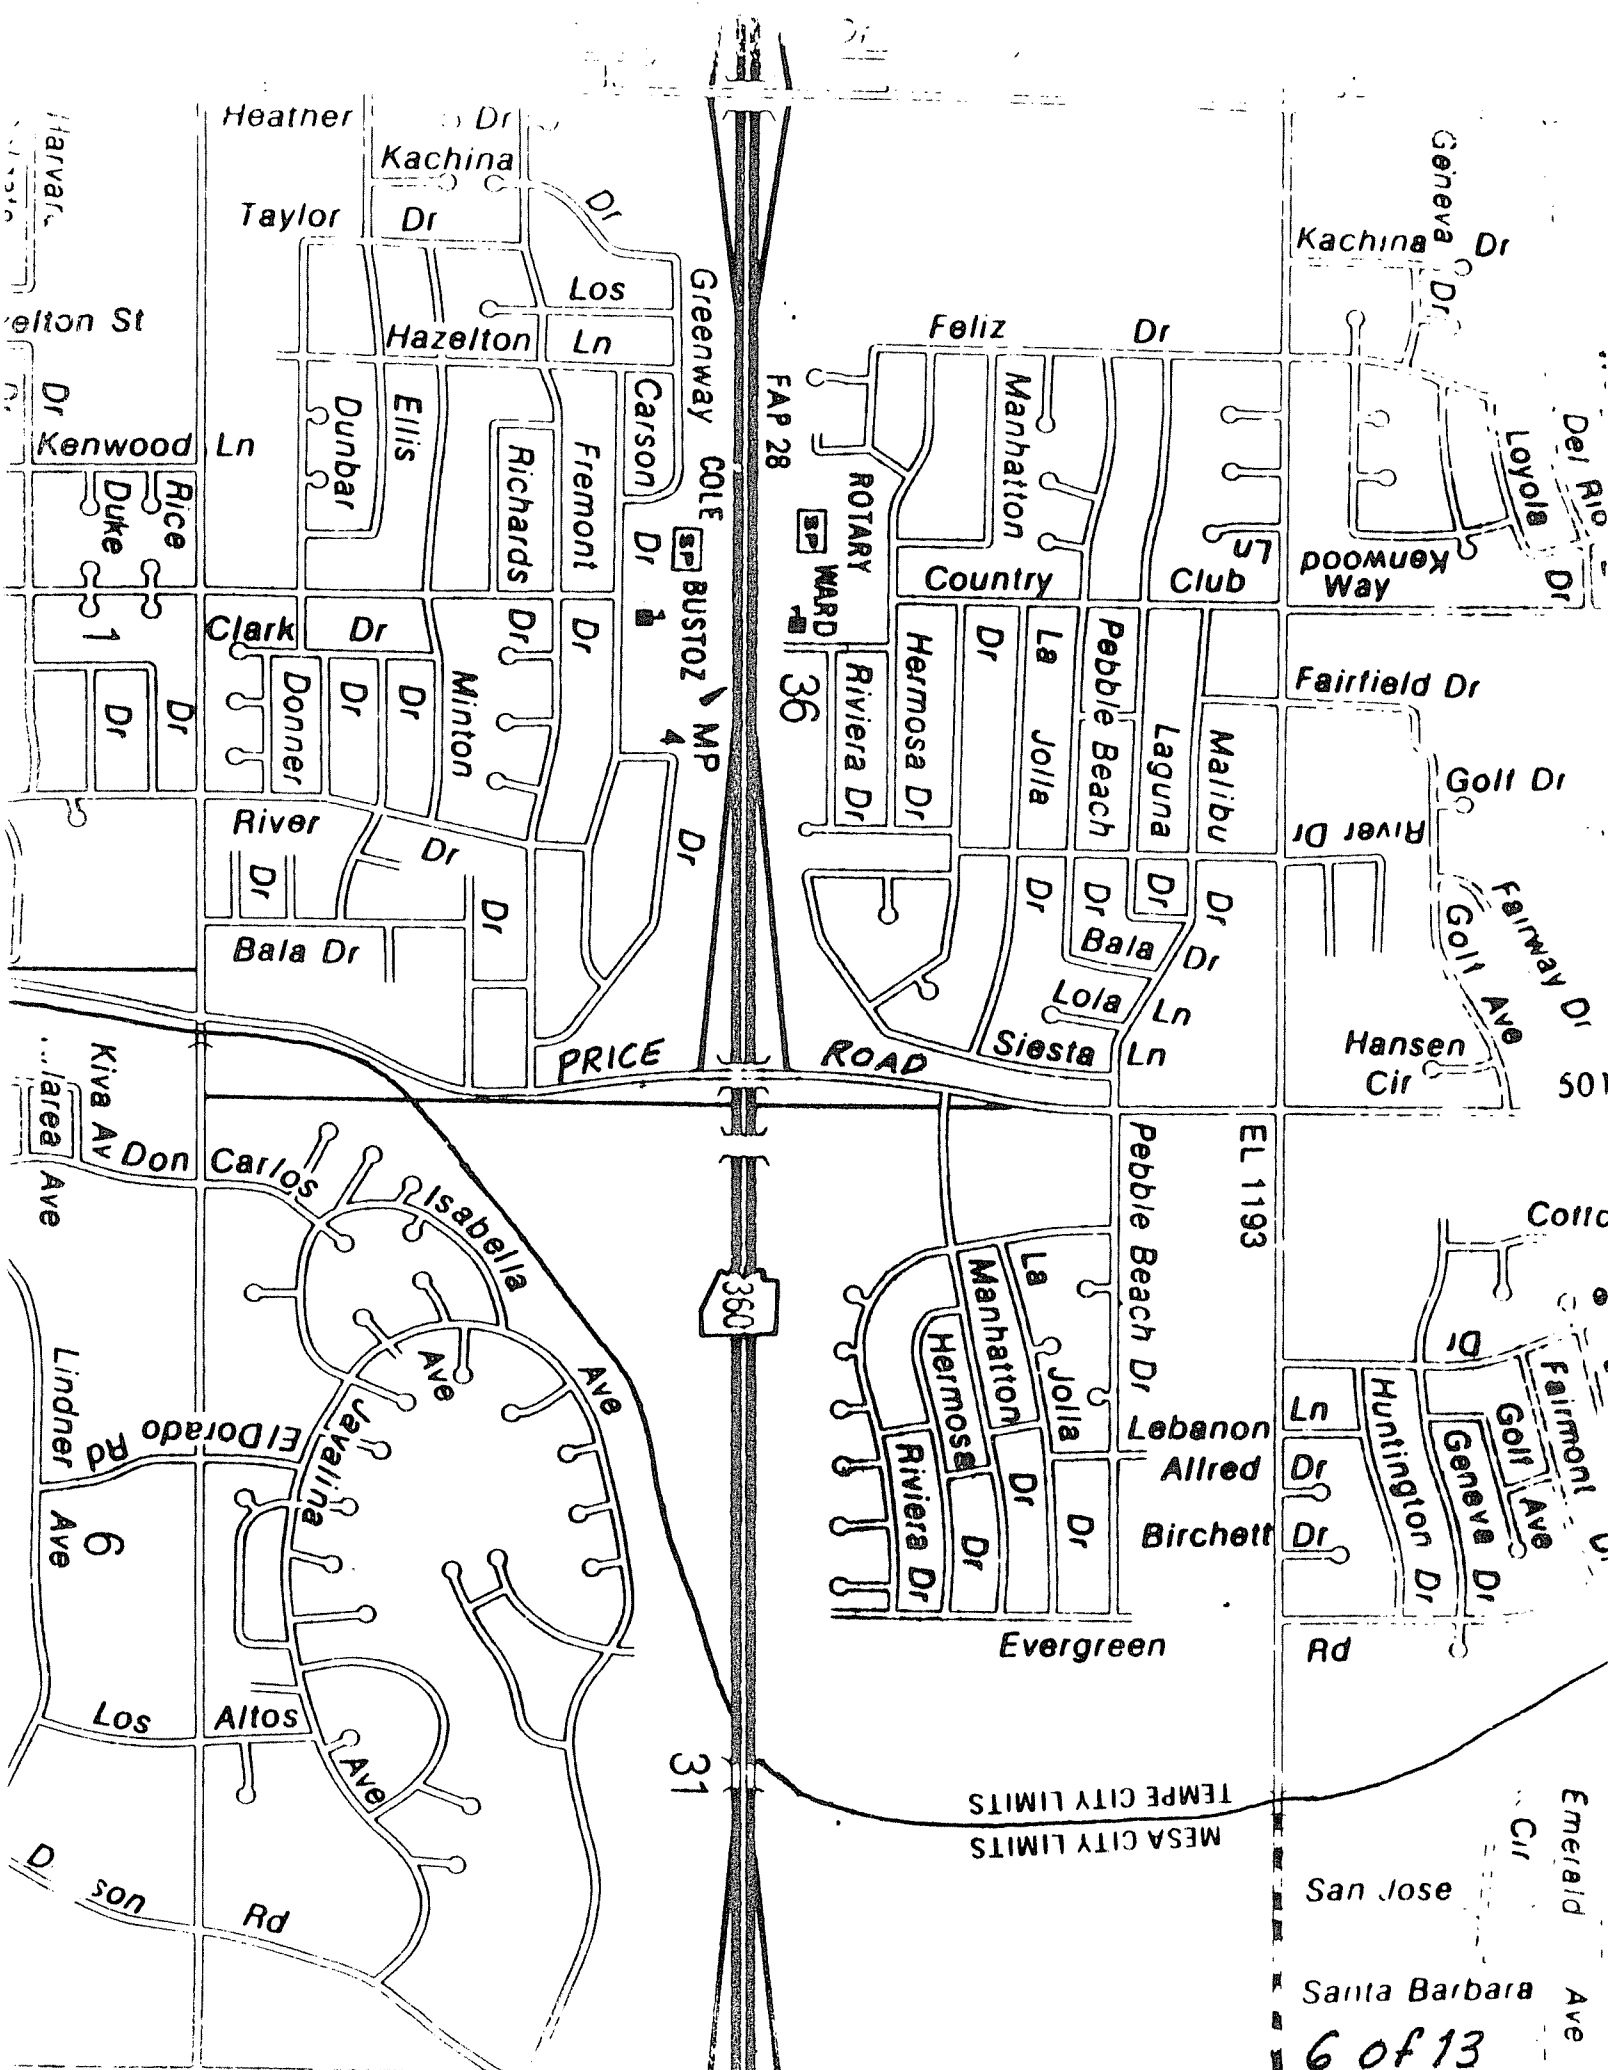 Heatner
Dr
Kachina
Dr
Taylor Dr
Los
Hazelton Ln
Greenway
Carson
Dr
Fremont
Dr
Richards
Dr
Ellis
Dr
Dunbar
Dr
elton St
Dr
Kenwood Ln
Rice
Dr
Duke
Dr
1
Clark Dr
Donner
Dr
Minton
River
Dr
Bala Dr
Dr
COLE
SP
BUSTOZ
1
MP
4
FAP 28
ROTARY
SP
WARD
36
Feliz Dr
Manhatton
Dr
Country Club
Ln
Hermosa Dr
Riviera Dr
La Jolla
Dr
Pebble Beach
Dr
Laguna
Dr
Malibu
Dr
Bala Dr
Lola Ln
Siesta Ln
Geineva
Dr
Kachina Dr
Kenwood
Way
Loyola
Dr
Del Rio
Fairfield Dr
Golf Dr
River Dr
Fairway Dr
Golf Ave
Hansen
Cir
501
PRICE ROAD
Kiva Av
Ave
Don Carlos
Isabella
Ave
Ave
Javalina
Ave
El Dorado
Rd
Lindner
Ave
6
Los Altos
son Rd
360
31
EL 1193
Pebble Beach Dr
La
Jolla
Dr
Manhatton
Dr
Hermosa
Dr
Riviera Dr
Lebanon Ln
Allred Dr
Birchett Dr
Evergreen Rd
Dr
Huntington Dr
Geneva Dr
Golf Ave
Fairmont
TEMPE CITY LIMITS
MESA CITY LIMITS
Cir
Emerald Ave
San Jose
Santa Barbara
6 of 13